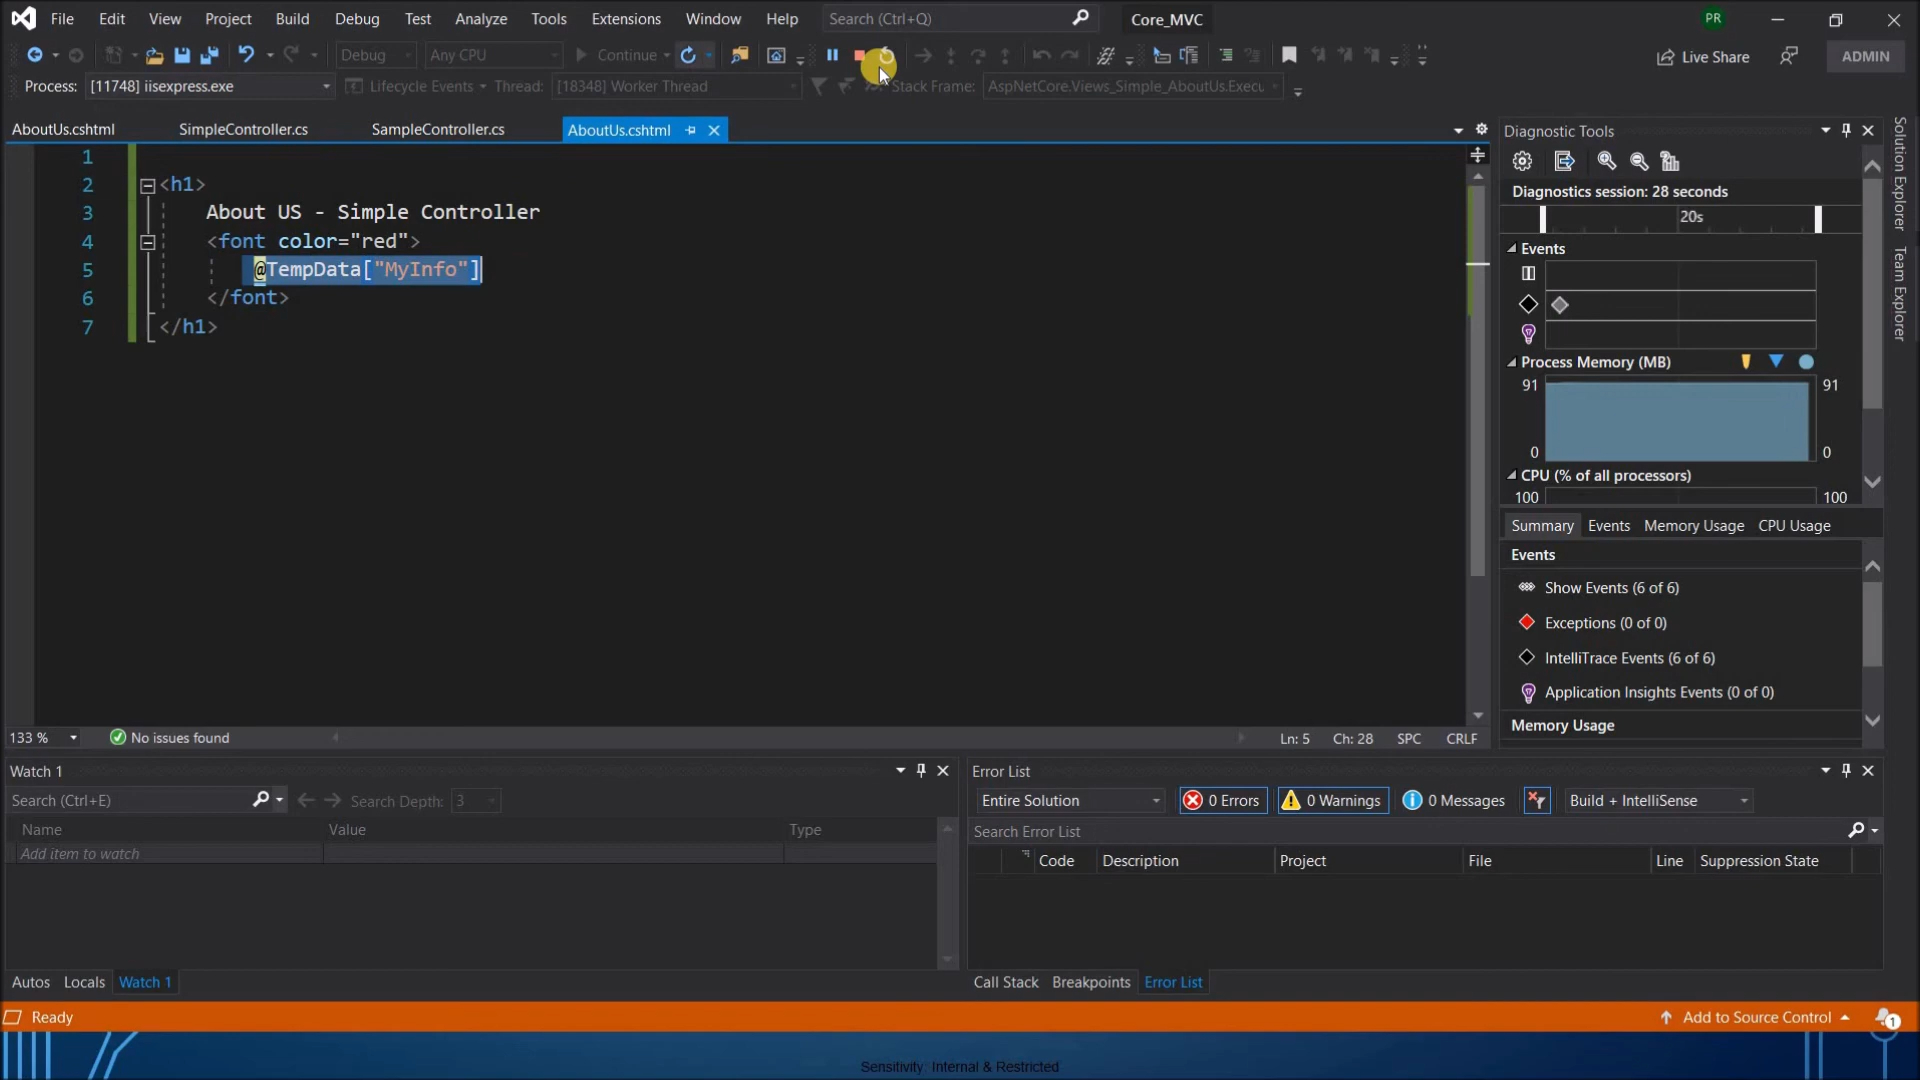 File Edit View Project Build Debug Test Analyze Tools Extensions Window Help Search (Ctrl+Q) Core_MVC PR
Debug Any CPU Continue Live Share ADMIN
Process: [11748] iisexpress.exe Lifecycle Events Thread: [18348] Worker Thread Stack Frame: AspNetCore.Views_Simple_AboutUs.Execu
AboutUs.cshtml SimpleController.cs SampleController.cs AboutUs.cshtml
1
2 <h1>
3 About US - Simple Controller
4 <font color="red">
5 @TempData["MyInfo"]
6 </font>
7 </h1>
133 % No issues found Ln: 5 Ch: 28 SPC CRLF
Diagnostic Tools
Diagnostics session: 28 seconds
20s
Events
Process Memory (MB)
91 91
0 0
CPU (% of all processors)
100 100
Summary Events Memory Usage CPU Usage
Events
Show Events (6 of 6)
Exceptions (0 of 0)
IntelliTrace Events (6 of 6)
Application Insights Events (0 of 0)
Memory Usage
Solution Explorer
Team Explorer
Watch 1
Search (Ctrl+E) Search Depth: 3
Name Value Type
Add item to watch
Autos Locals Watch 1
Error List
Entire Solution 0 Errors 0 Warnings 0 Messages Build + IntelliSense
Search Error List
Code Description Project File Line Suppression State
Call Stack Breakpoints Error List
Ready Add to Source Control 1
Sensitivity: Internal & Restricted